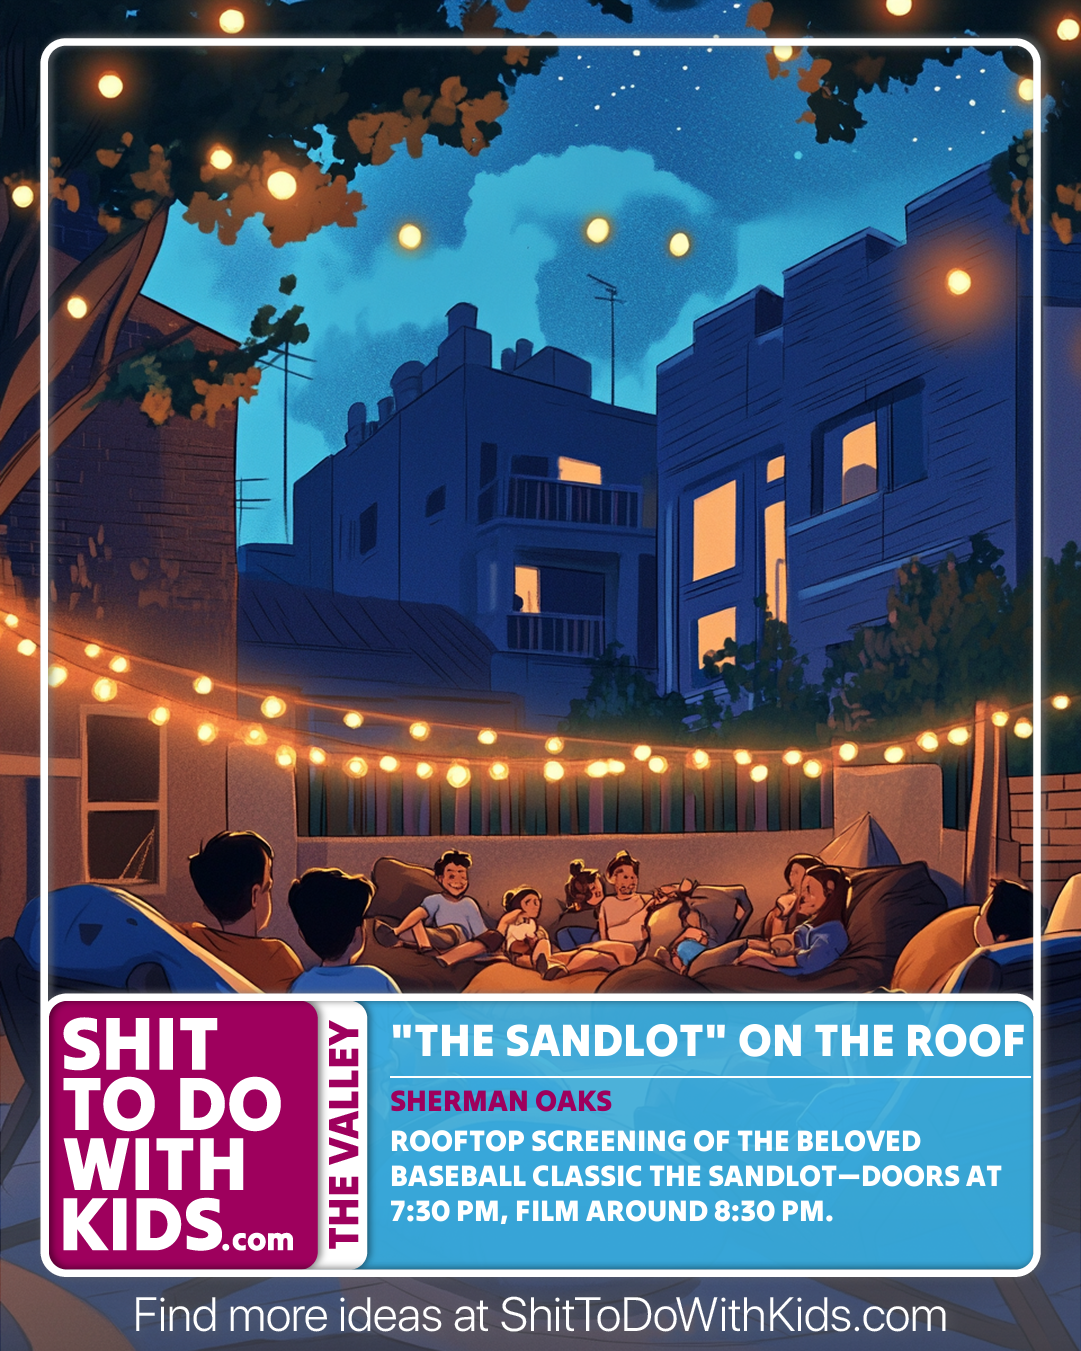 SHIT
TO DO
WITH
KIDS.com
THE VALLEY
"THE SANDLOT" ON THE ROOF
SHERMAN OAKS
ROOFTOP SCREENING OF THE BELOVED
BASEBALL CLASSIC THE SANDLOT—DOORS AT
7:30 PM, FILM AROUND 8:30 PM.
Find more ideas at ShitToDoWithKids.com